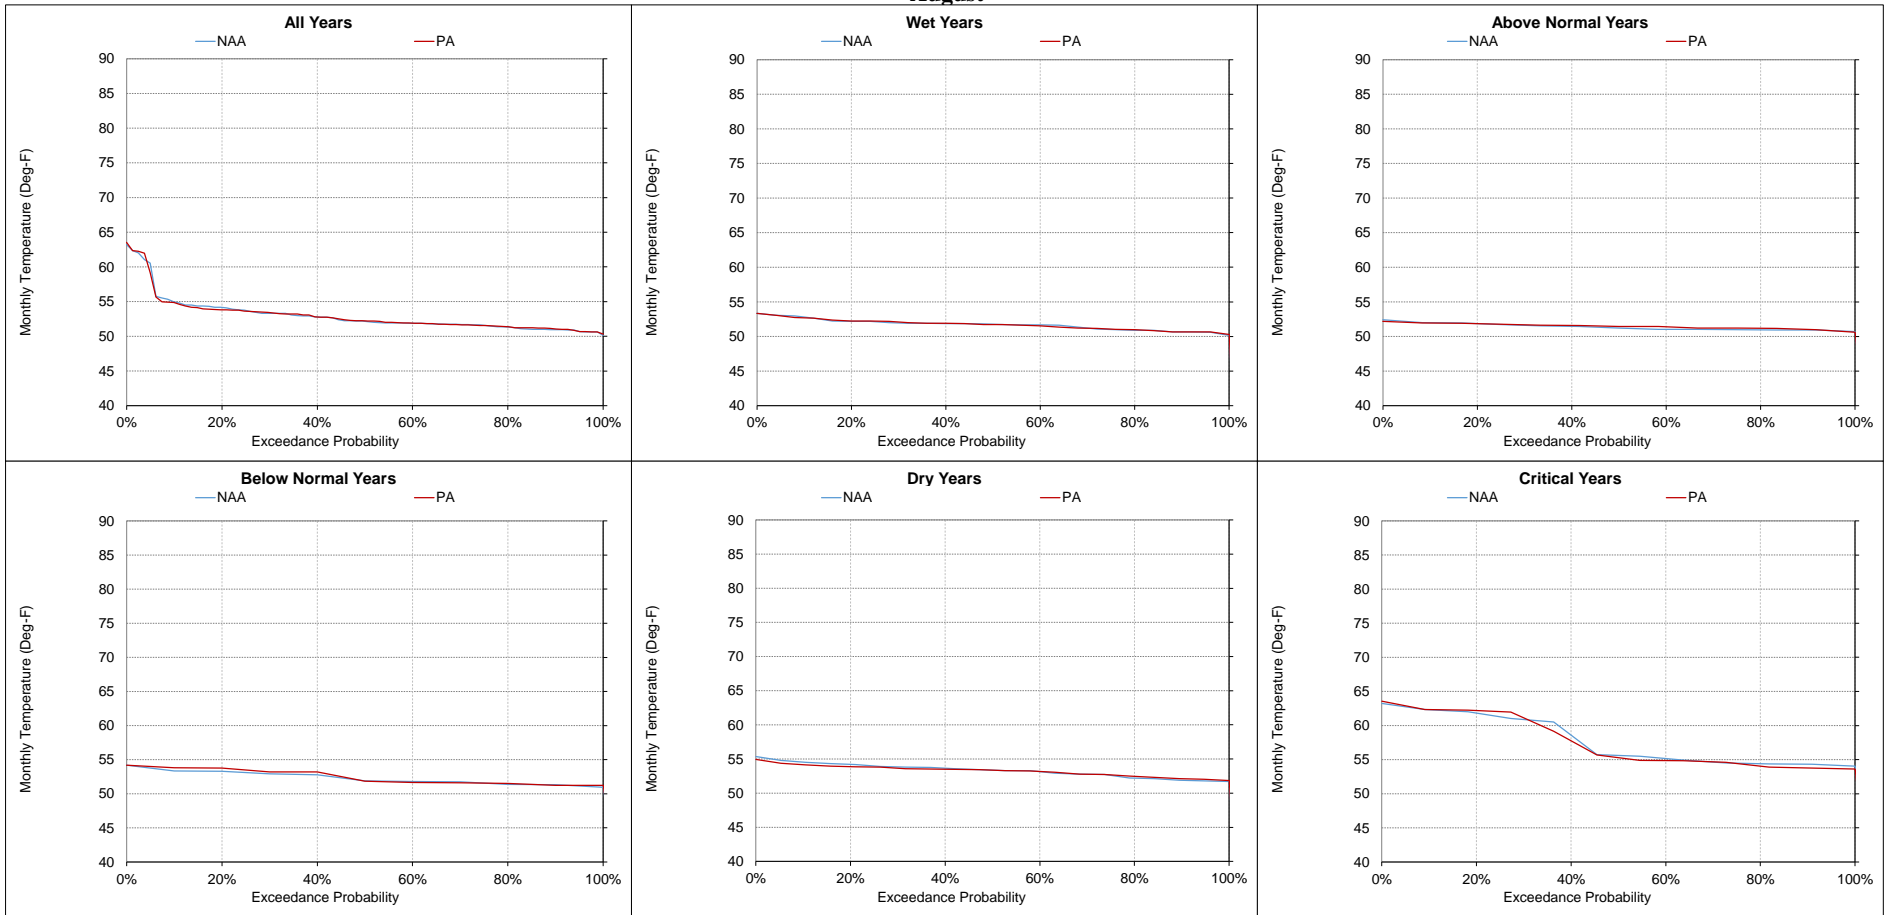 August
All Years
NAA PA
90
85
80
75
70
65
60
55
50
45
40
0% 20% 40% 60% 80% 100%
Monthly Temperature (Deg-F)
Exceedance Probability
Wet Years
NAA PA
90
85
80
75
70
65
60
55
50
45
40
0% 20% 40% 60% 80% 100%
Monthly Temperature (Deg-F)
Exceedance Probability
Above Normal Years
NAA PA
90
85
80
75
70
65
60
55
50
45
40
0% 20% 40% 60% 80% 100%
Monthly Temperature (Deg-F)
Exceedance Probability
Below Normal Years
NAA PA
90
85
80
75
70
65
60
55
50
45
40
0% 20% 40% 60% 80% 100%
Monthly Temperature (Deg-F)
Exceedance Probability
Dry Years
NAA PA
90
85
80
75
70
65
60
55
50
45
40
0% 20% 40% 60% 80% 100%
Monthly Temperature (Deg-F)
Exceedance Probability
Critical Years
NAA PA
90
85
80
75
70
65
60
55
50
45
40
0% 20% 40% 60% 80% 100%
Monthly Temperature (Deg-F)
Exceedance Probability